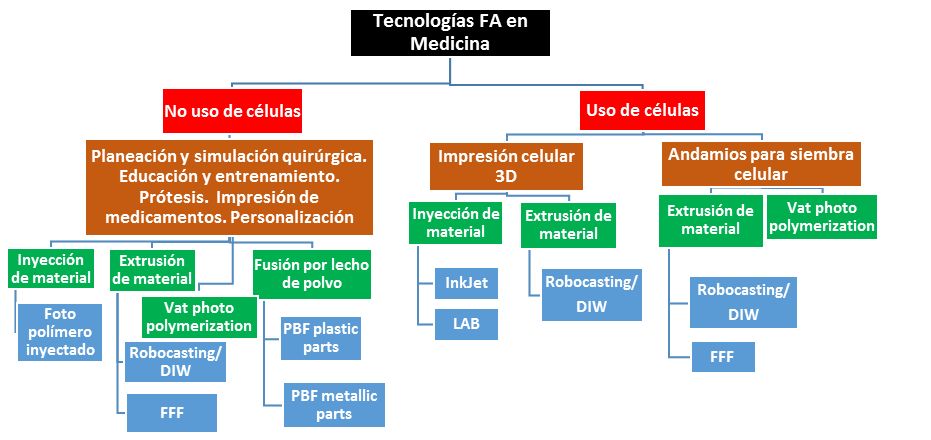 Tecnologías FA en
Medicina
No uso de células
Uso de células
Planeación y simulación quirúrgica.
Educación y entrenamiento.
Prótesis. Impresión de
medicamentos. Personalización
Impresión celular
3D
Andamios para siembra
celular
Inyección
de material
Extrusión
de material
Vat photo
polymerization
Fusión por lecho
de polvo
Foto
polímero
inyectado
Robocasting/
DIW
FFF
PBF plastic
parts
PBF metallic
parts
Inyección de
material
Extrusión de
material
InkJet
LAB
Robocasting/
DIW
Extrusión de
material
Vat photo
polymerization
Robocasting/
DIW
FFF